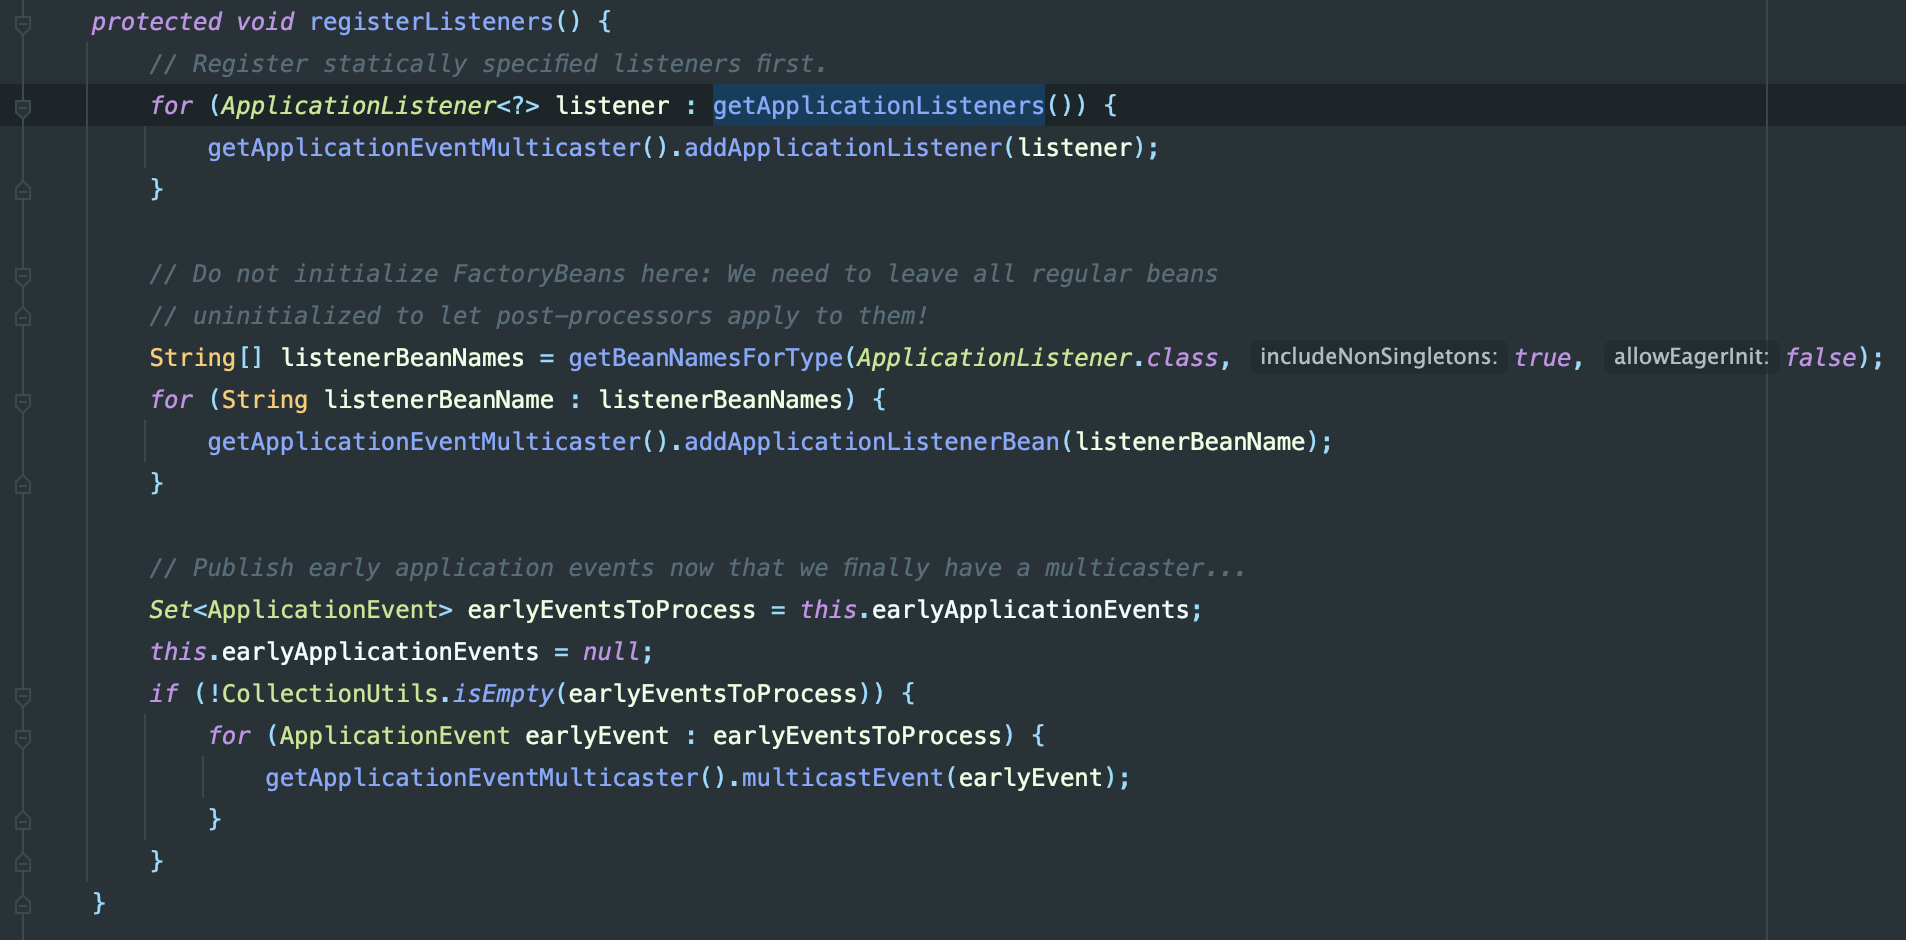 protected void registerListeners() {
// Register statically specified listeners first.
for (ApplicationListener<?> listener : getApplicationListeners()) {
getApplicationEventMulticaster().addApplicationListener(listener);
}
// Do not initialize FactoryBeans here: We need to leave all regular beans
// uninitialized to let post-processors apply to them!
String[] listenerBeanNames = getBeanNamesForType(ApplicationListener.class, includeNonSingletons: true, allowEagerInit: false);
for (String listenerBeanName : listenerBeanNames) {
getApplicationEventMulticaster().addApplicationListenerBean(listenerBeanName);
}
// Publish early application events now that we finally have a multicaster...
Set<ApplicationEvent> earlyEventsToProcess = this.earlyApplicationEvents;
this.earlyApplicationEvents = null;
if (!CollectionUtils.isEmpty(earlyEventsToProcess)) {
for (ApplicationEvent earlyEvent : earlyEventsToProcess) {
getApplicationEventMulticaster().multicastEvent(earlyEvent);
}
}
}